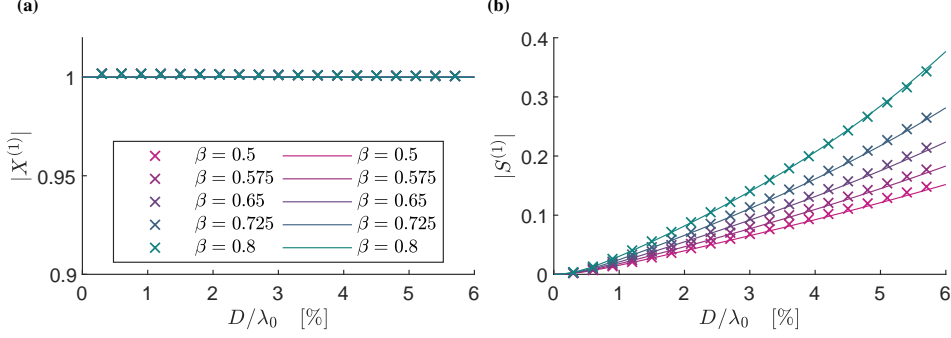 (a)
1
0.95
0.9
|X⁽¹⁾|
β = 0.5 β = 0.5
β = 0.575 β = 0.575
β = 0.65 β = 0.65
β = 0.725 β = 0.725
β = 0.8 β = 0.8
0 1 2 3 4 5 6
D/λ₀ [%]
(b)
0.4
0.3
0.2
0.1
0
|S⁽¹⁾|
0 1 2 3 4 5 6
D/λ₀ [%]